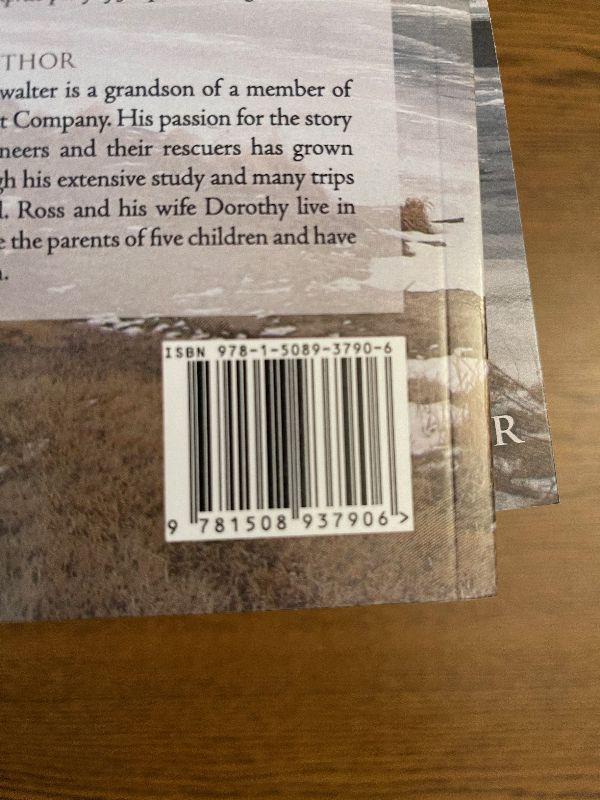 THOR
walter is a grandson of a member of
t Company. His passion for the story
neers and their rescuers has grown
gh his extensive study and many trips
l. Ross and his wife Dorothy live in
e the parents of five children and have
.
ISBN 978-1-5089-3790-6
9 781508 937906 >
R